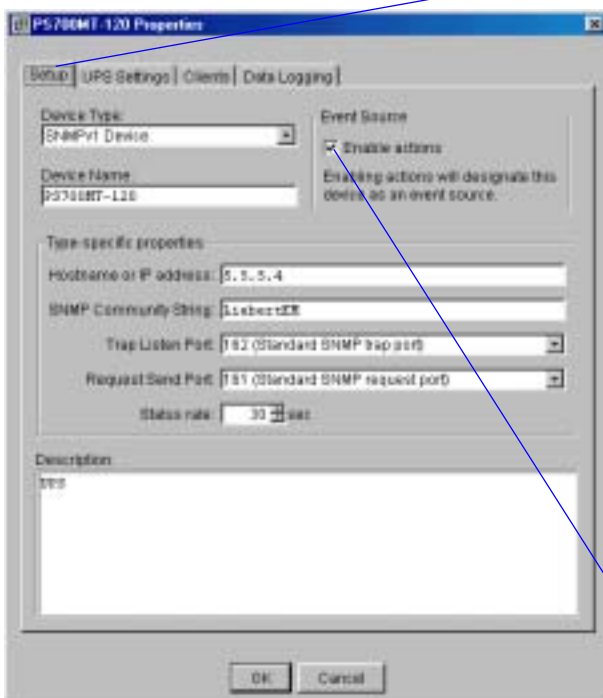 PS700MT-120 Properties
Setup UPS Settings Clients Data Logging
Device Type:
SNMPv1 Device
Event Source
Enable actions
Enabling actions will designate this
device as an event source.
Device Name
PS700MT-120
Type-specific properties
Hostname or IP address: 5.5.5.4
SNMP Community String: LiebertEM
Trap Listen Port: 162 (Standard SNMP trap port)
Request Send Port: 161 (Standard SNMP request port)
Status rate: 30 sec
Description:
UPS
OK Cancel